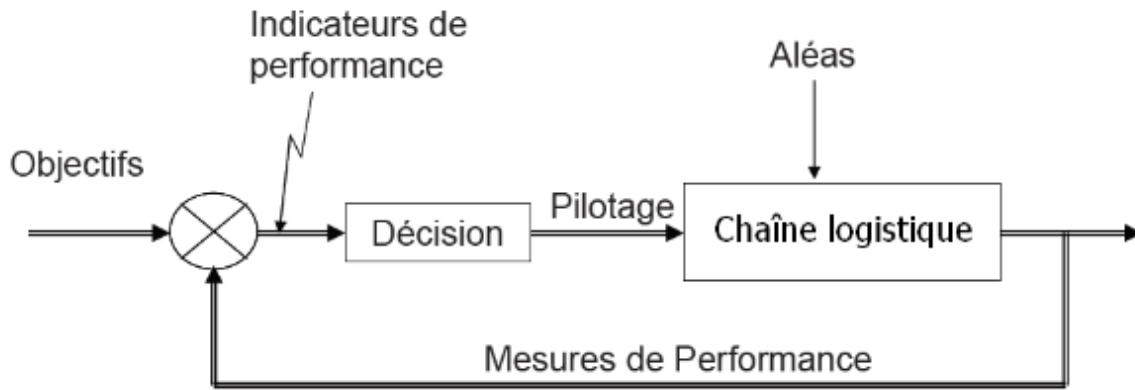 Indicateurs de
performance
Aléas
Objectifs
Pilotage
Décision
Chaîne logistique
Mesures de Performance